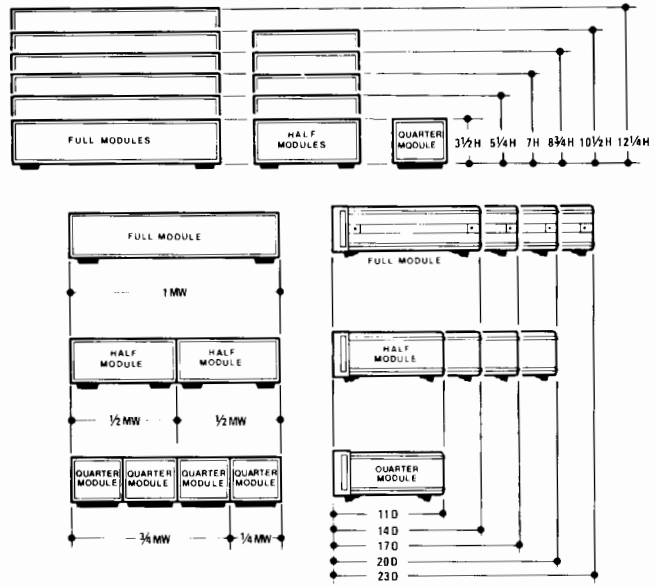 FULL MODULES
HALF
MODULES
QUARTER
MODULE
3½H 5¼H 7H 8¾H 10½H 12¼H
FULL MODULE
FULL MODULE
1 MW
HALF
MODULE
HALF
MODULE
HALF
MODULE
½ MW
½ MW
QUARTER
MODULE
QUARTER
MODULE
QUARTER
MODULE
QUARTER
MODULE
QUARTER
MODULE
¾ MW
¼ MW
11D
14D
17D
20D
23D